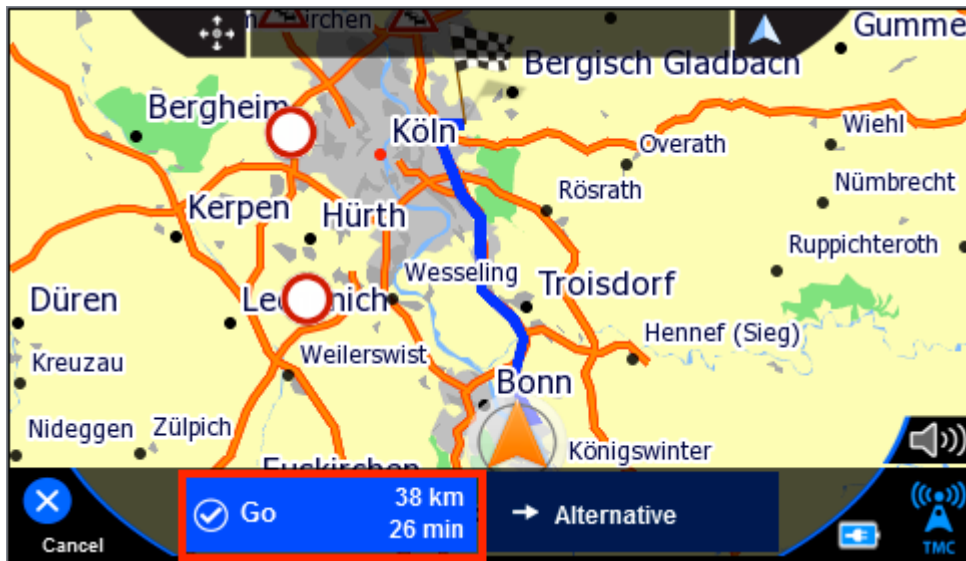 Gumme
Bergisch Gladbach
Bergheim
Köln
Overath
Wiehl
Rösrath
Nümbrecht
Kerpen
Hürth
Ruppichteroth
Wesseling
Troisdorf
Düren
Hennef (Sieg)
Kreuzau
Weilerswist
Bonn
Nideggen
Zülpich
Königswinter
Euskirchen
Go
38 km
26 min
Alternative
Cancel
TMC